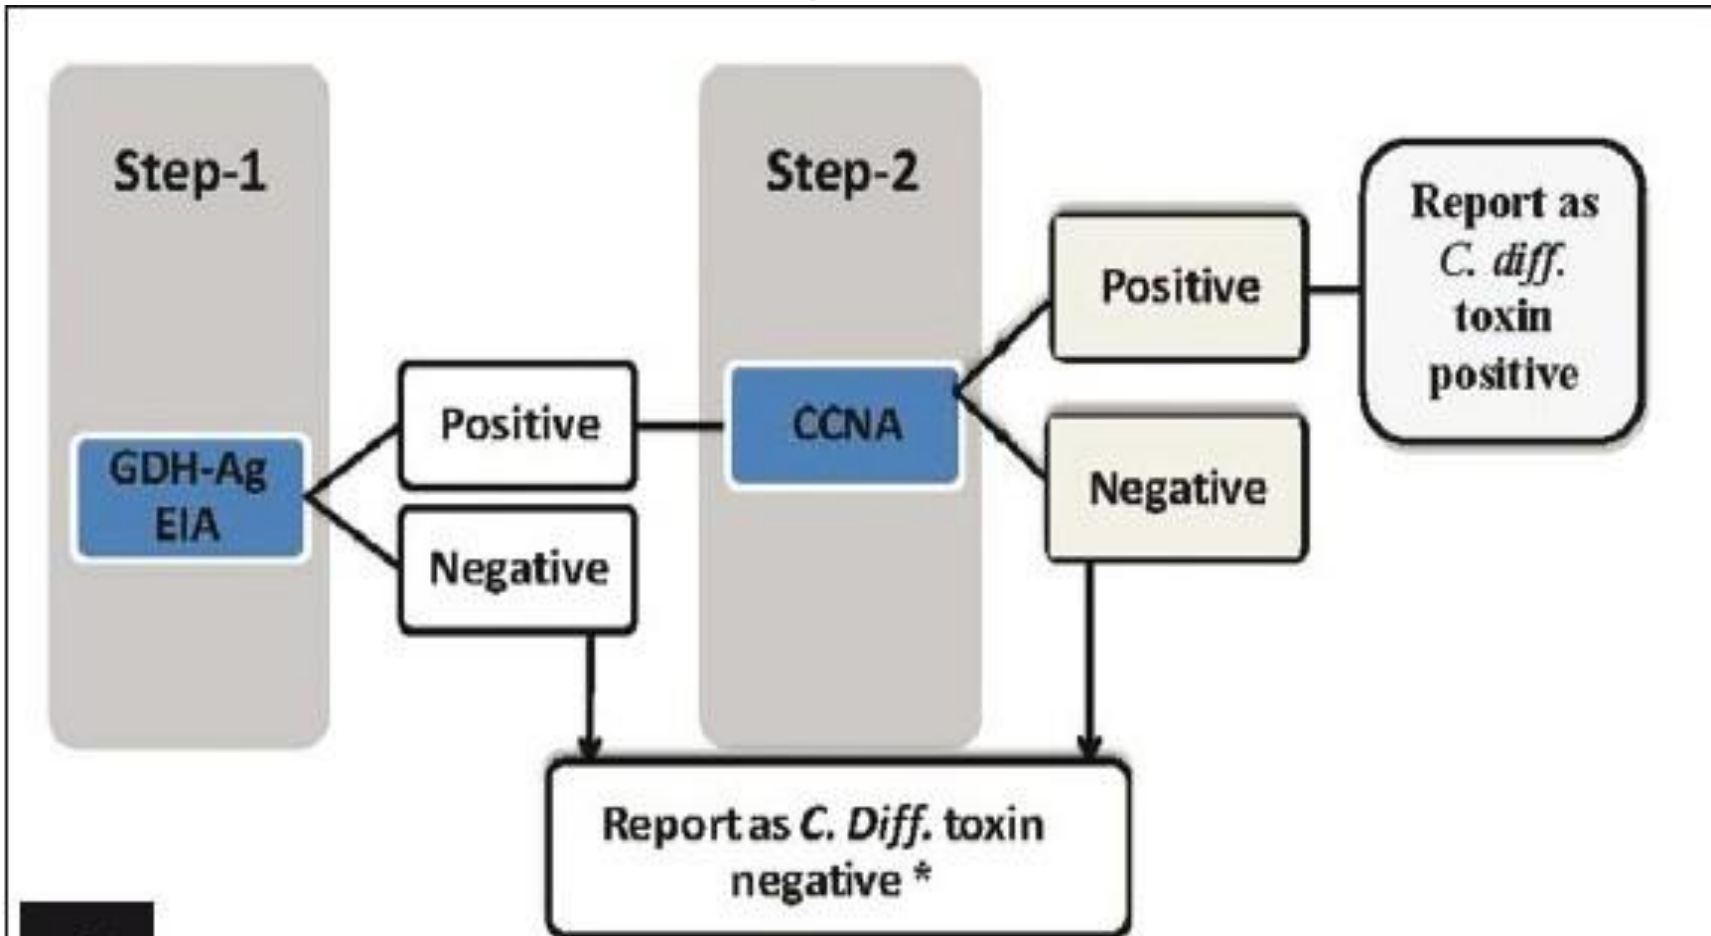 Step-1
GDH-Ag
EIA
Positive
Negative
Step-2
CCNA
Positive
Negative
Report as
C. diff.
toxin
positive
Report as C. Diff. toxin
negative *